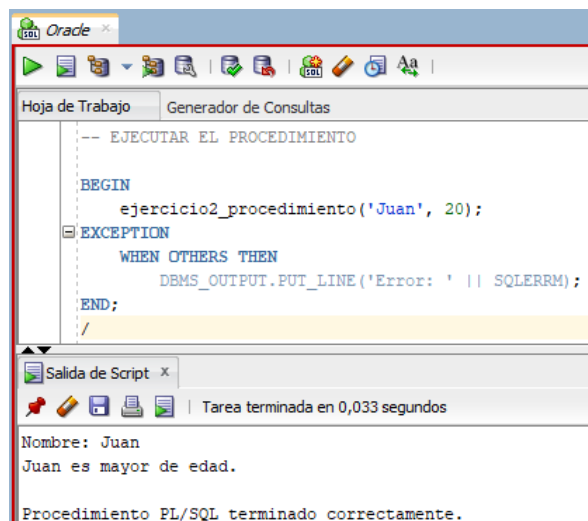 Oracle
Hoja de Trabajo Generador de Consultas
-- EJECUTAR EL PROCEDIMIENTO
BEGIN
ejercicio2_procedimiento('Juan', 20);
EXCEPTION
WHEN OTHERS THEN
DBMS_OUTPUT.PUT_LINE('Error: ' || SQLERRM);
END;
/
Salida de Script
Tarea terminada en 0,033 segundos
Nombre: Juan
Juan es mayor de edad.
Procedimiento PL/SQL terminado correctamente.